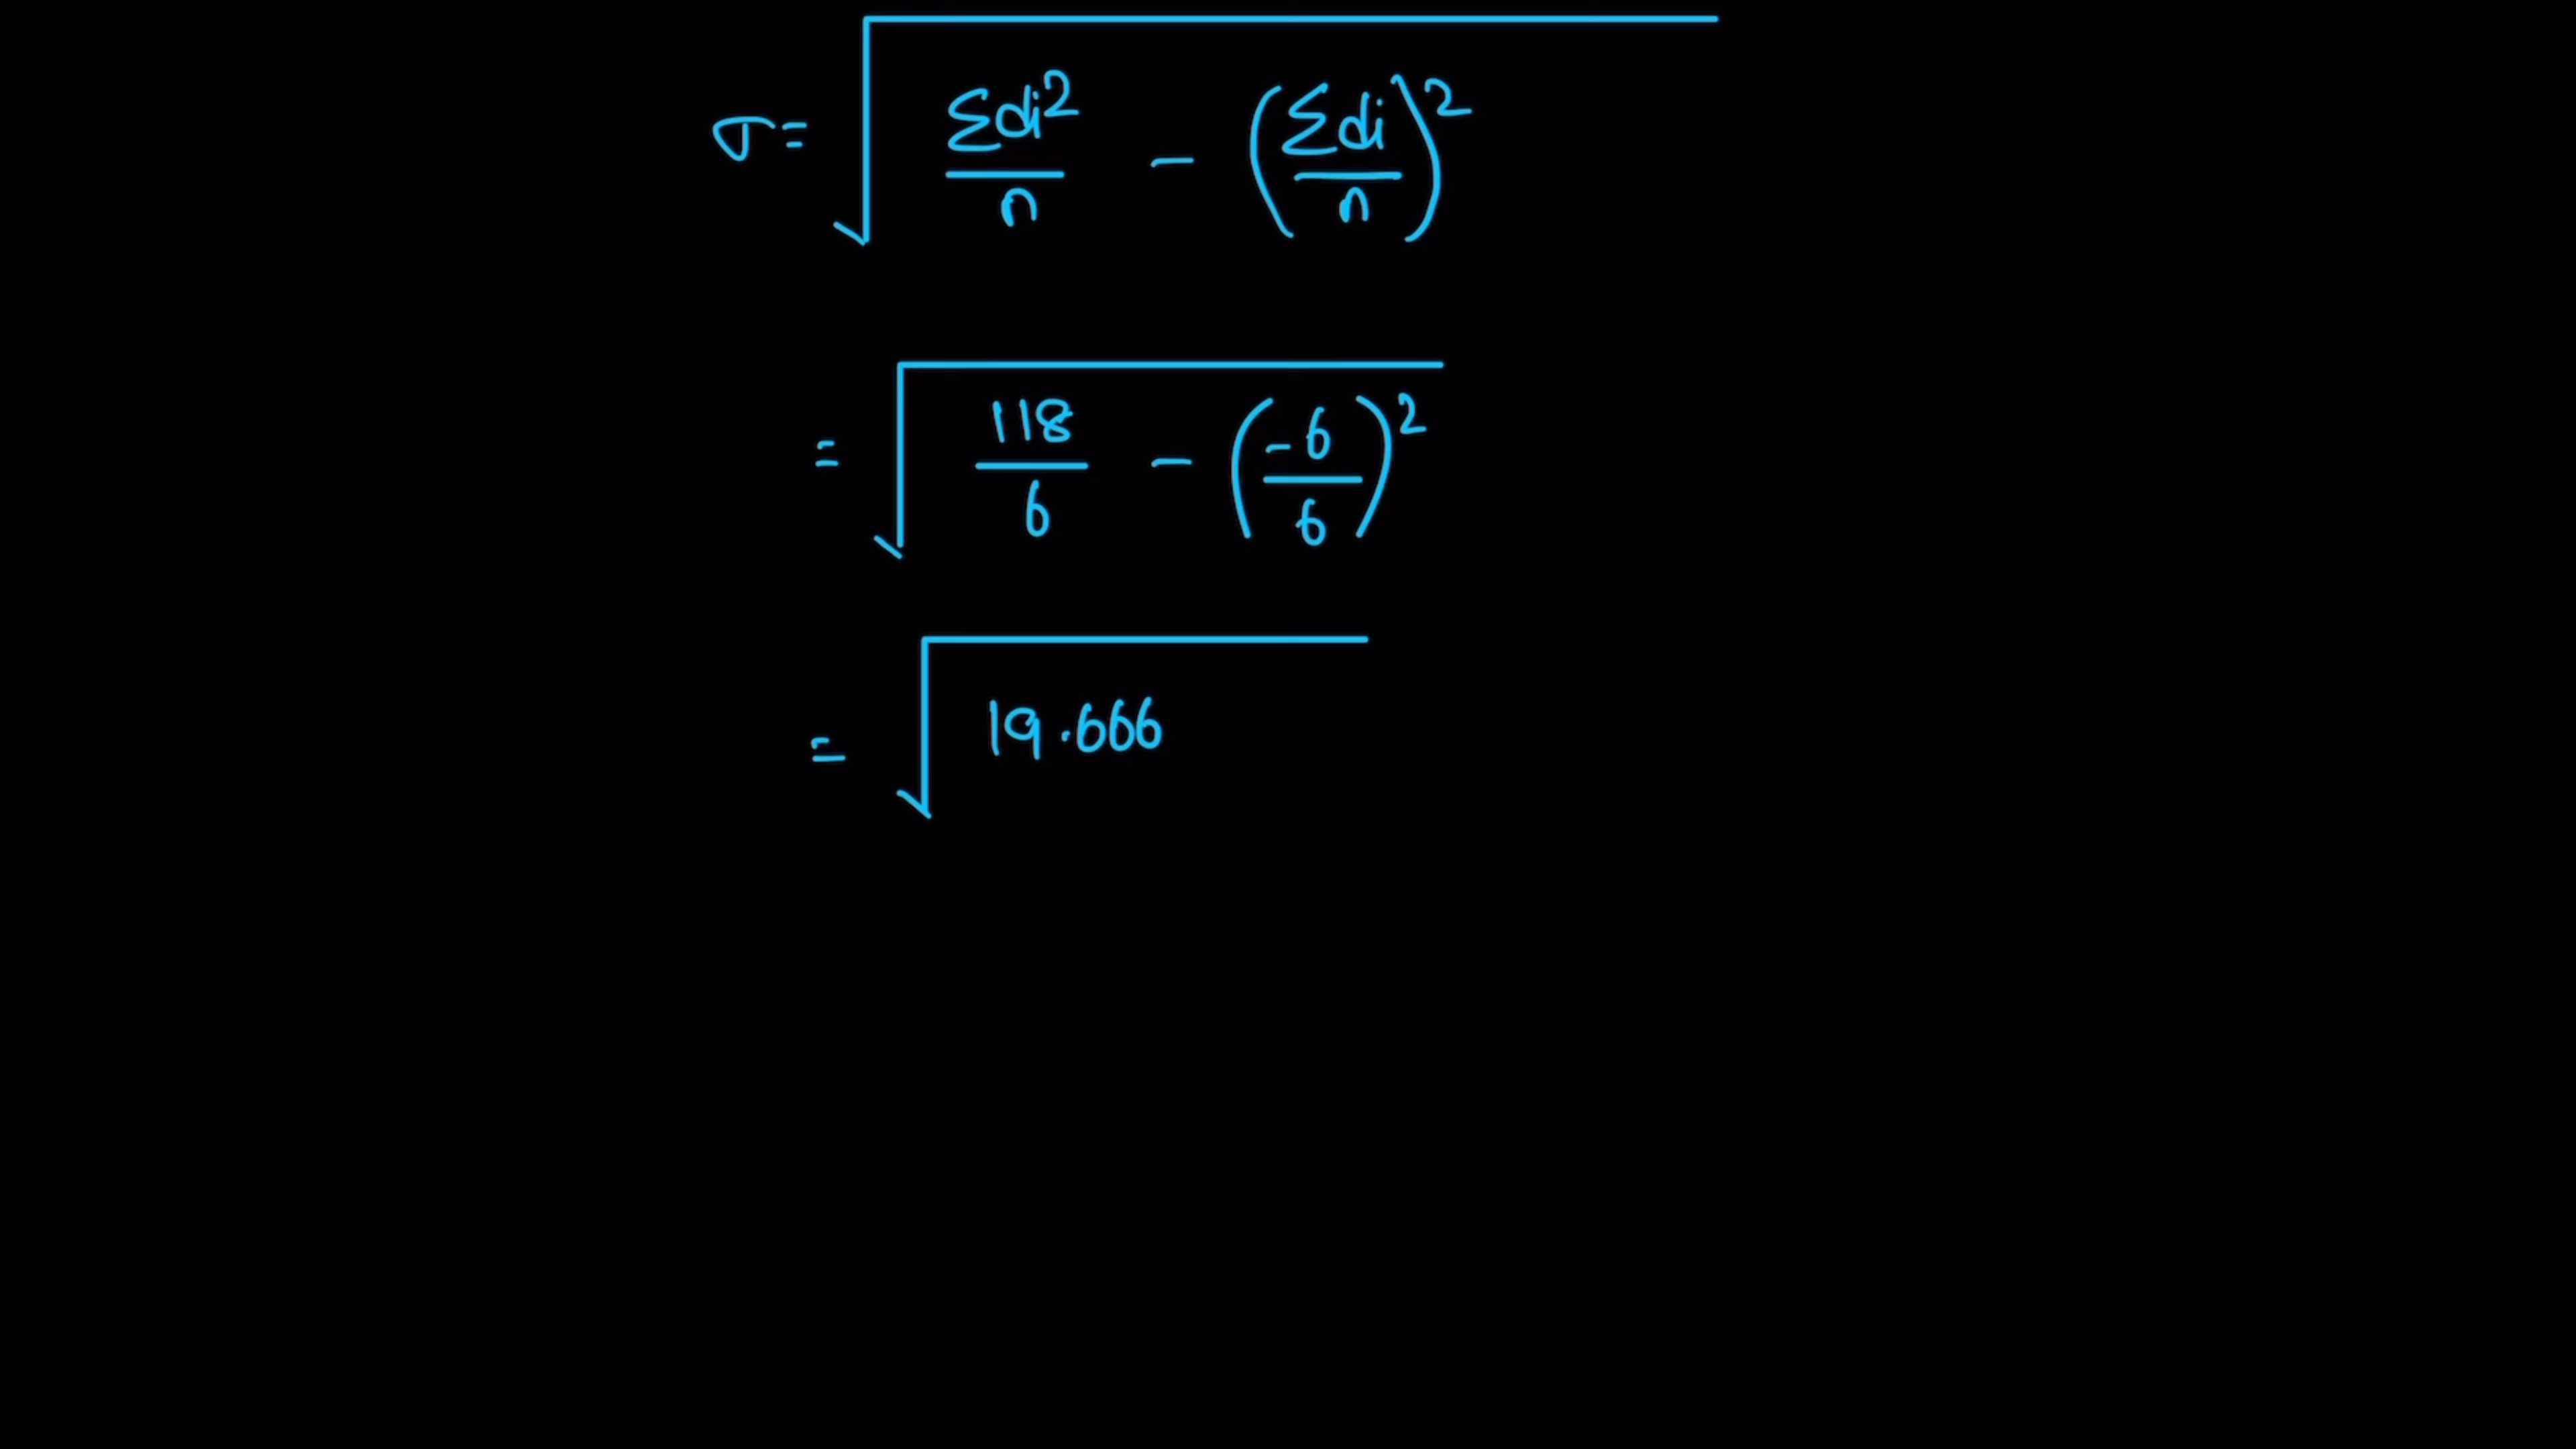 σ = √( Σdi² / n − ( Σdi / n )² )
= √( 118 / 6 − ( -6 / 6 )² )
= √ 19.666